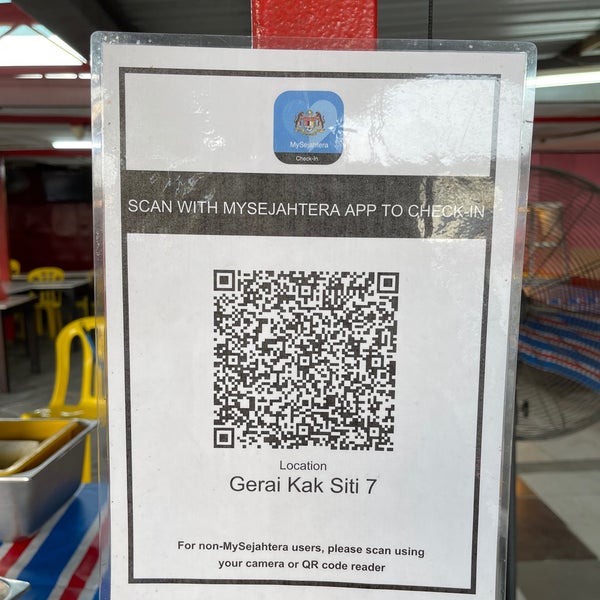 MySejahtera
Check-In
SCAN WITH MYSEJAHTERA APP TO CHECK-IN
Location
Gerai Kak Siti 7
For non-MySejahtera users, please scan using
your camera or QR code reader